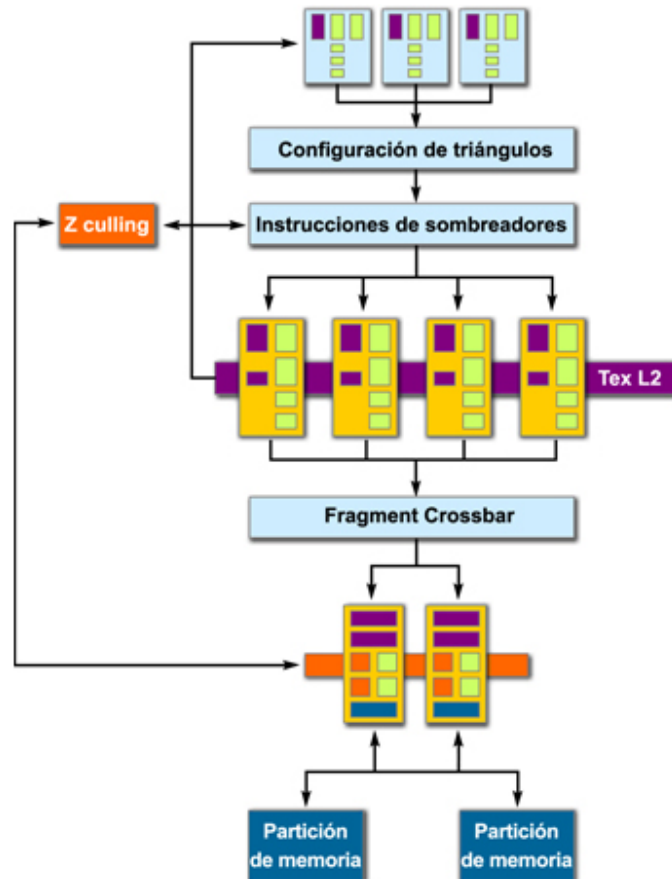 Configuración de triángulos
Z culling
Instrucciones de sombreadores
Tex L2
Fragment Crossbar
Partición
de memoria
Partición
de memoria